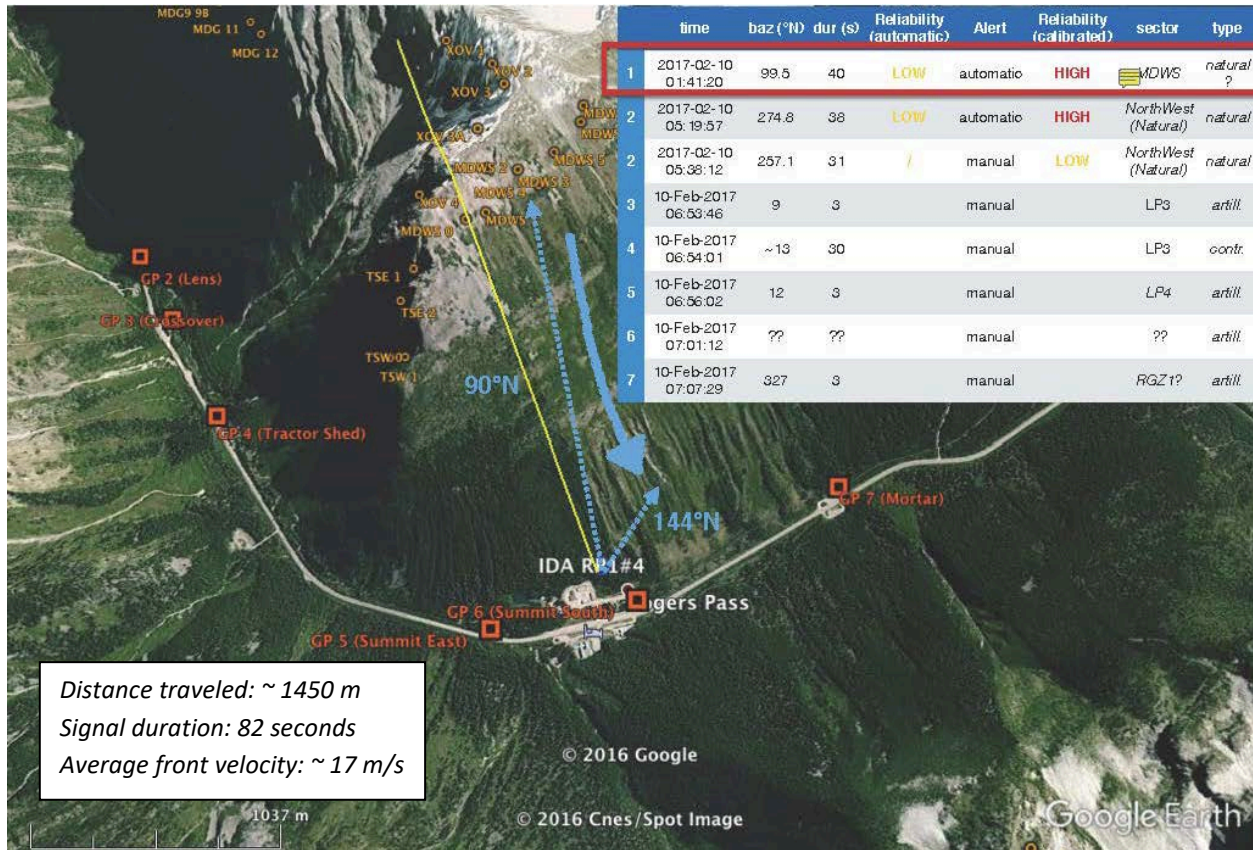 MDG9 9B
MDG 11
MDG 12
XOV 1
XOV 2
XOV 3
XOV 3A
MDWS 5
MDWS 2
MDWS 3
MDWS 4
XOV 4
MDWS
MDWS 0
TSE 1
TSE 2
TSW 0
TSW 1
GP 2 (Lens)
GP 3 (Crossover)
GP 4 (Tractor Shed)
90°N
144°N
GP 7 (Mortar)
IDA RP1#4
GP 6 (Summit South)
gers Pass
GP 5 (Summit East)
time baz (°N) dur (s) Reliability (automatic) Alert Reliability (calibrated) sector type
1 2017-02-10 01:41:20 99.5 40 LOW automatic HIGH MDWS natural ?
2 2017-02-10 05:19:57 274.8 38 LOW automatic HIGH NorthWest (Natural) natural
2 2017-02-10 05:38:12 257.1 31 / manual LOW NorthWest (Natural) natural
3 10-Feb-2017 06:53:46 9 3 manual LP3 artill.
4 10-Feb-2017 06:54:01 ~13 30 manual LP3 contr.
5 10-Feb-2017 06:56:02 12 3 manual LP4 artill.
6 10-Feb-2017 07:01:12 ?? ?? manual ?? artill.
7 10-Feb-2017 07:07:29 327 3 manual RGZ1? artill.
Distance traveled: ~ 1450 m
Signal duration: 82 seconds
Average front velocity: ~ 17 m/s
© 2016 Google
1037 m
© 2016 Cnes/Spot Image
Google Earth